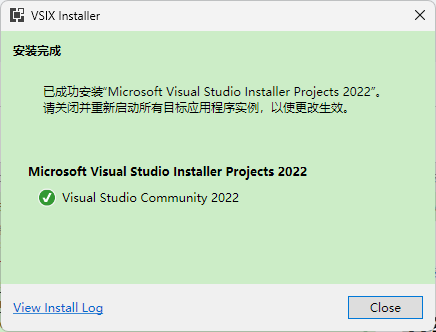 VSIX Installer
安装完成
已成功安装“Microsoft Visual Studio Installer Projects 2022”。
请关闭并重新启动所有目标应用程序实例，以使更改生效。
Microsoft Visual Studio Installer Projects 2022
Visual Studio Community 2022
View Install Log
Close